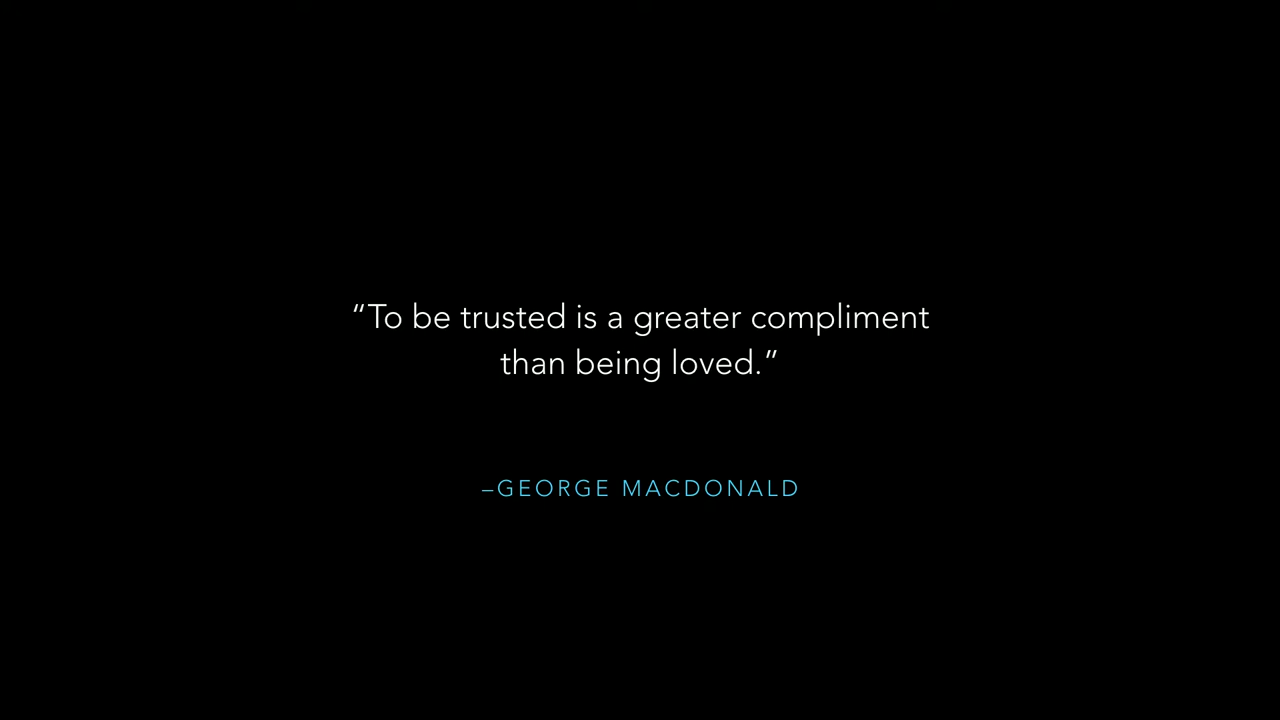 “To be trusted is a greater compliment
than being loved.”
–GEORGE MACDONALD